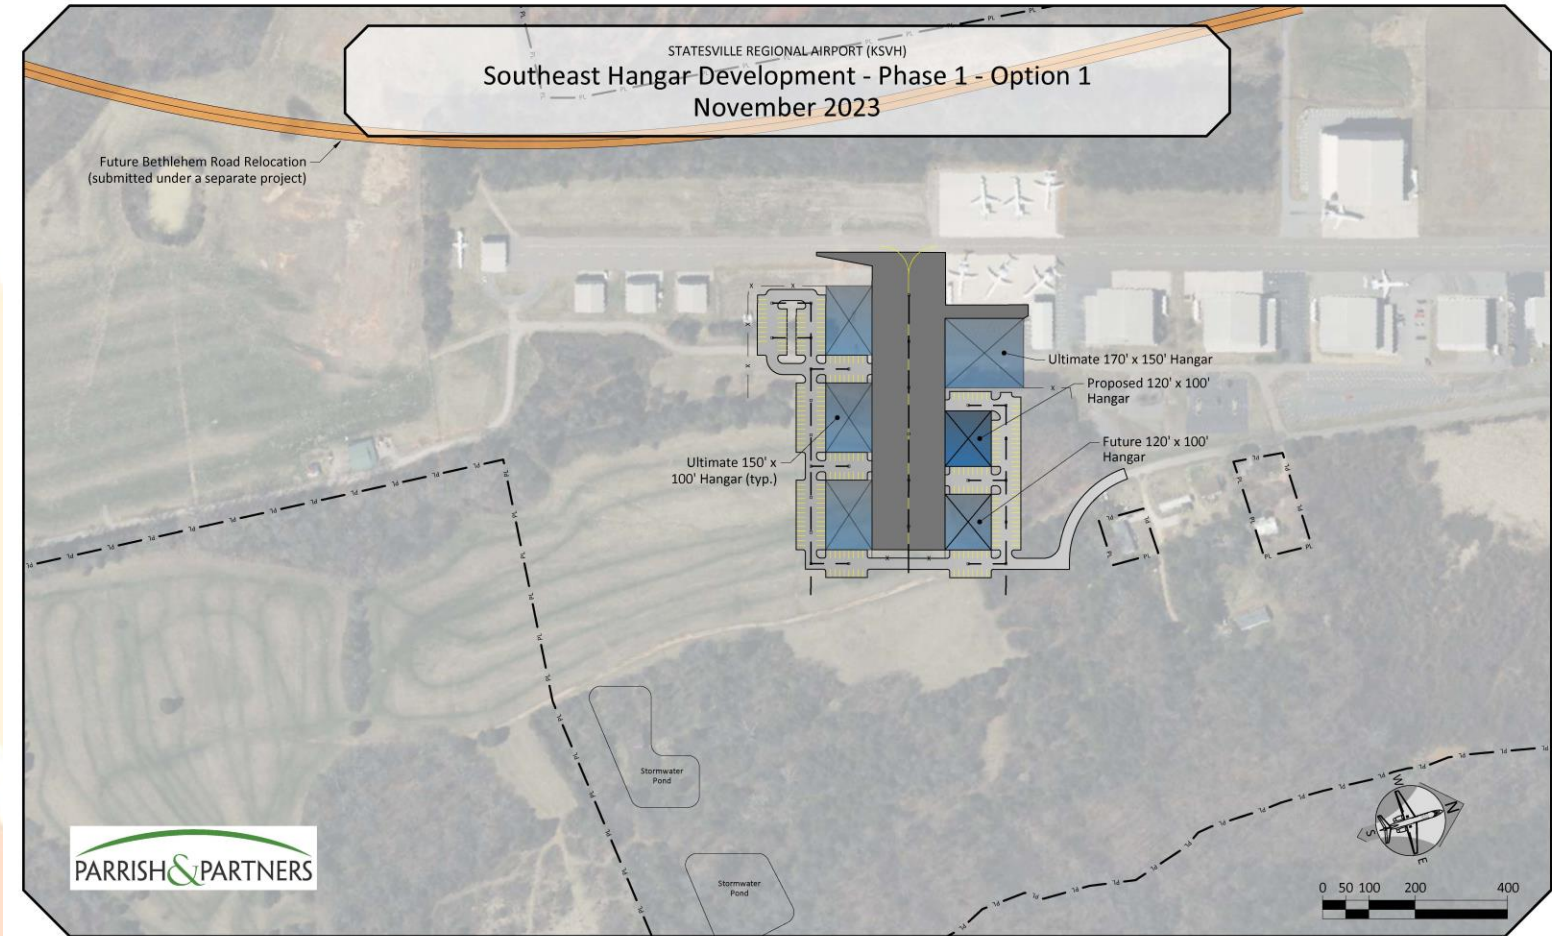 STATESVILLE REGIONAL AIRPORT (KSVH)
Southeast Hangar Development - Phase 1 - Option 1
November 2023
Future Bethlehem Road Relocation
(submitted under a separate project)
Ultimate 170' x 150' Hangar
Proposed 120' x 100'
Hangar
Future 120' x 100'
Hangar
Ultimate 150' x
100' Hangar (typ.)
Stormwater
Pond
Stormwater
Pond
PARRISH&PARTNERS
W
N
S
E
0 50 100 200 400